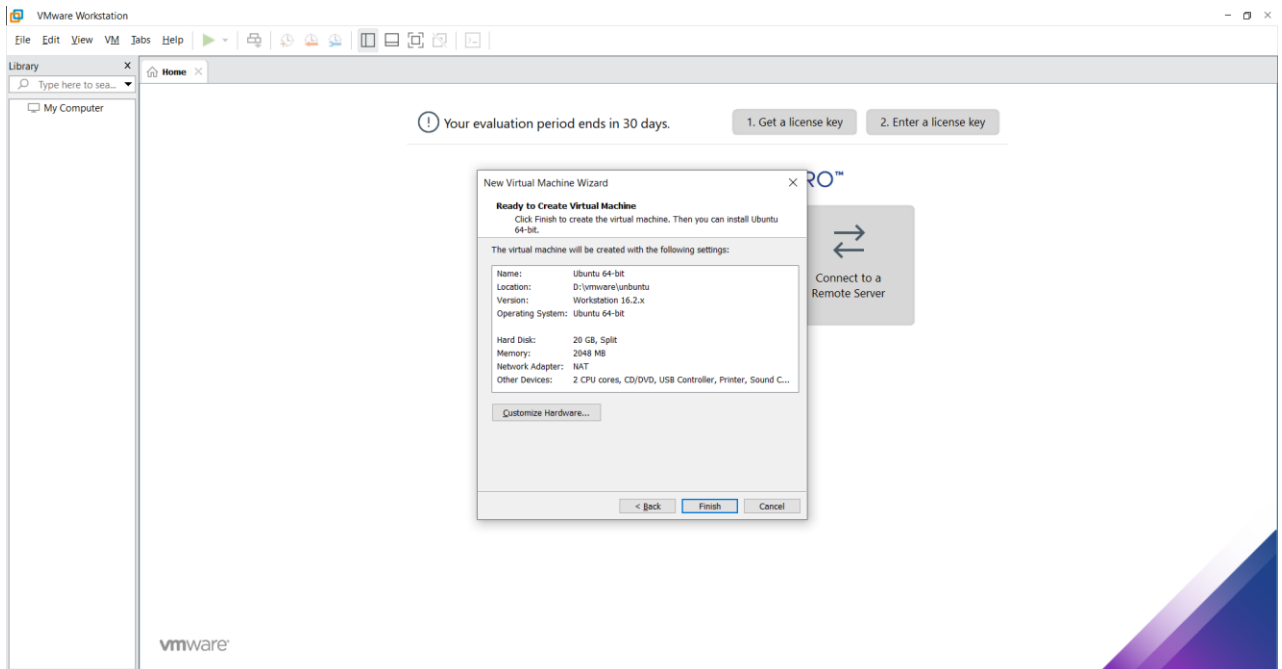 VMware Workstation
File Edit View VM Tabs Help
Library
Type here to sea...
My Computer
Home
Your evaluation period ends in 30 days.
1. Get a license key
2. Enter a license key
RO™
Connect to a
Remote Server
New Virtual Machine Wizard
Ready to Create Virtual Machine
Click Finish to create the virtual machine. Then you can install Ubuntu
64-bit.
The virtual machine will be created with the following settings:
Name: Ubuntu 64-bit
Location: D:\vmware\unbuntu
Version: Workstation 16.2.x
Operating System: Ubuntu 64-bit
Hard Disk: 20 GB, Split
Memory: 2048 MB
Network Adapter: NAT
Other Devices: 2 CPU cores, CD/DVD, USB Controller, Printer, Sound C...
Customize Hardware...
< Back Finish Cancel
vmware